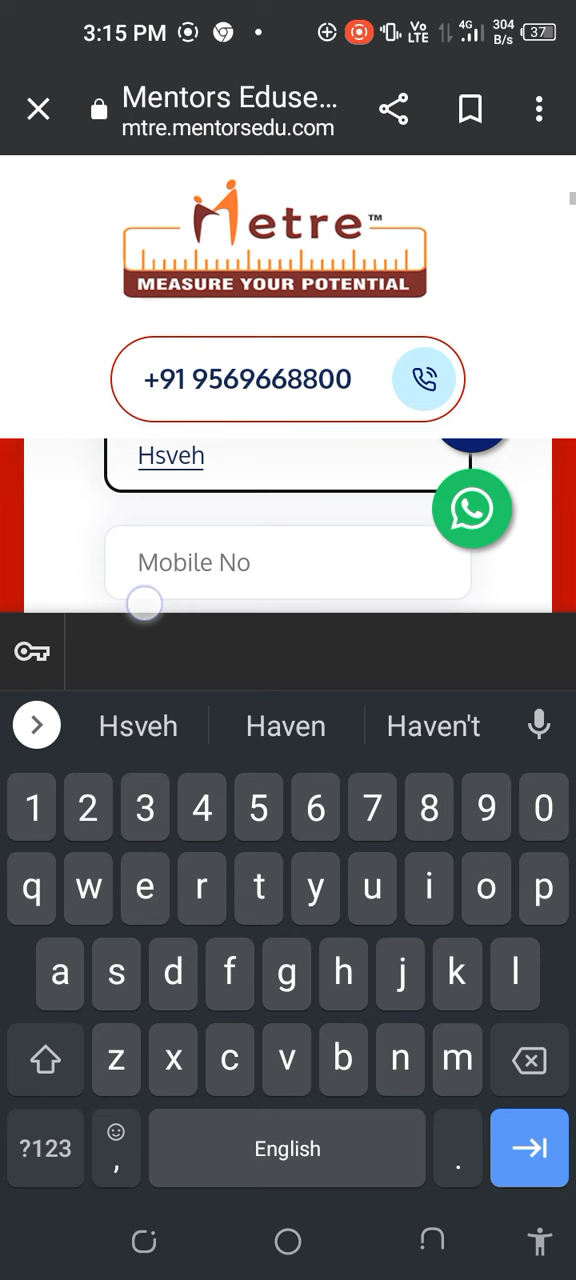 3:15 PM Vo LTE 4G 304 B/s 37
Mentors Eduse...
mtre.mentorsedu.com
Metre™
MEASURE YOUR POTENTIAL
+91 9569668800
Hsveh
Mobile No
Hsveh Haven Haven't
1 2 3 4 5 6 7 8 9 0
q w e r t y u i o p
a s d f g h j k l
z x c v b n m
?123 , English .